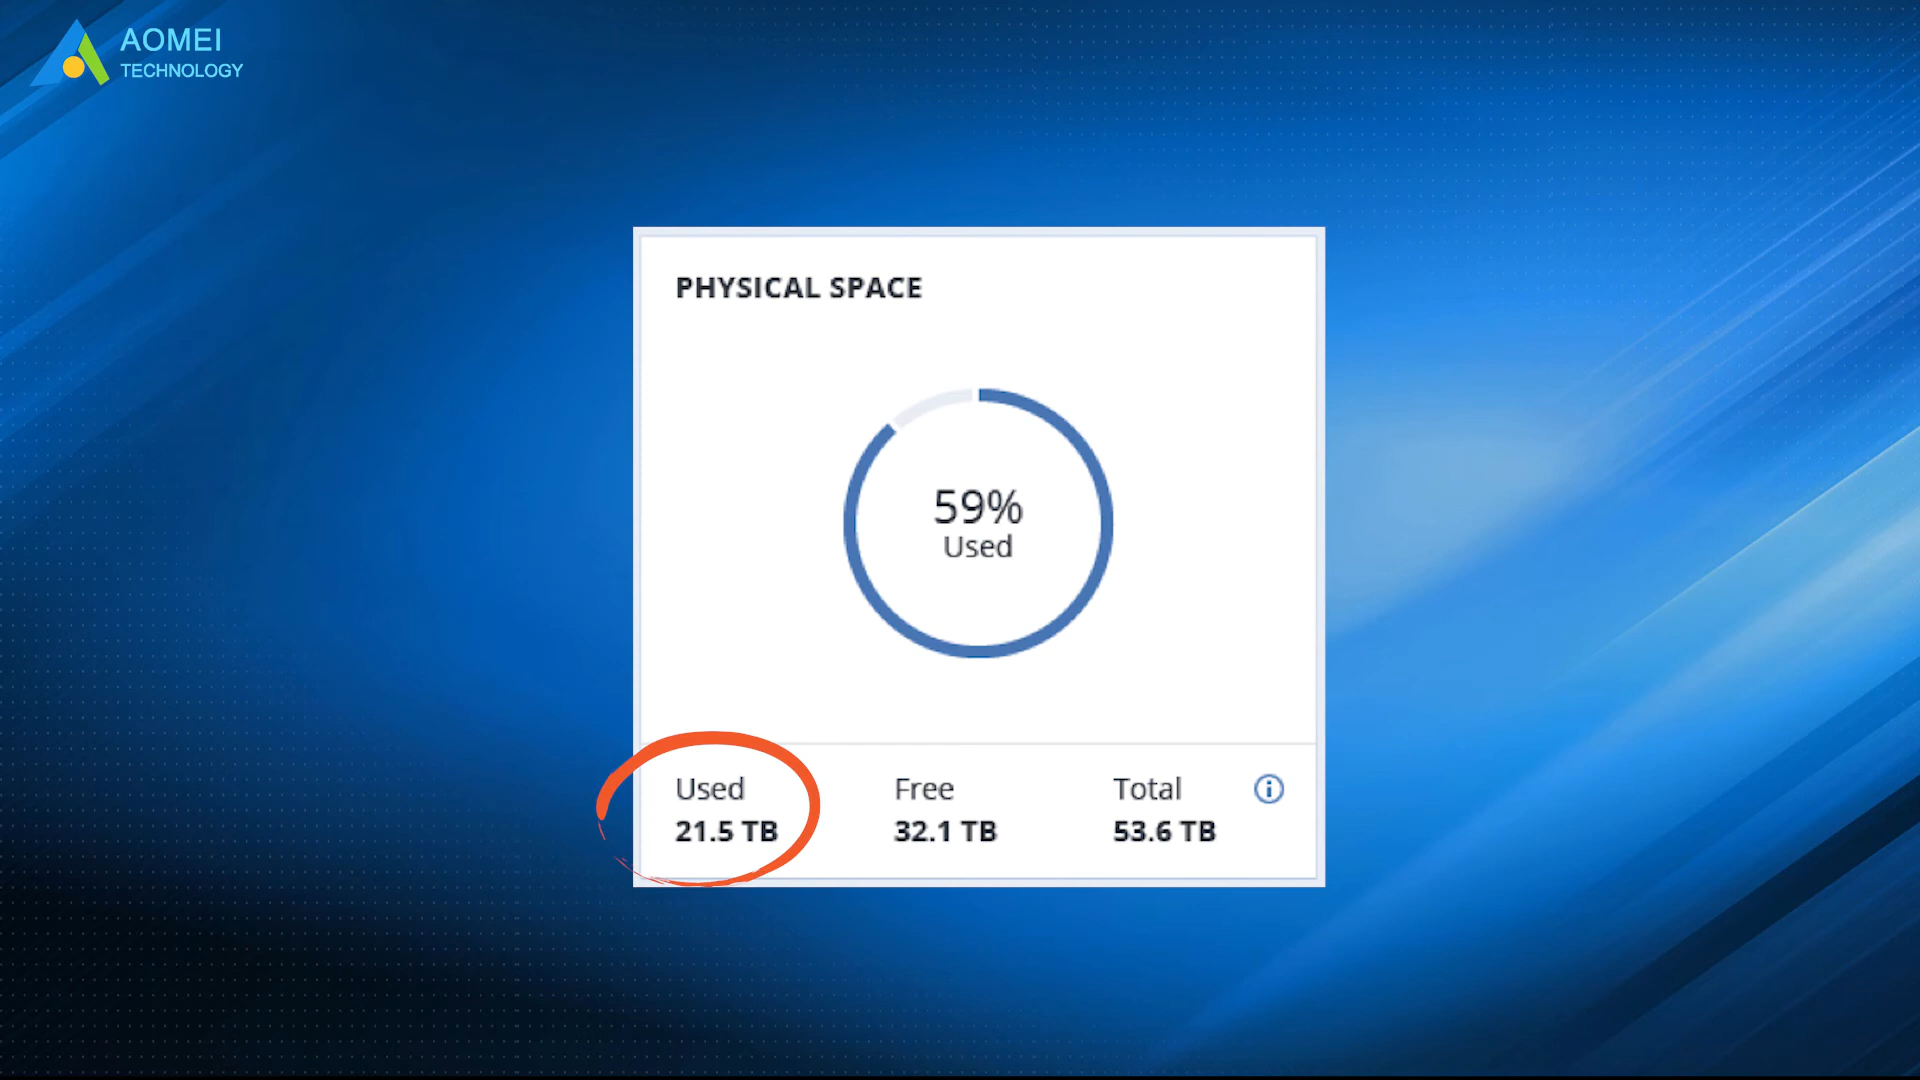 AOMEI
TECHNOLOGY
PHYSICAL SPACE
59%
Used
Used Free Total
21.5 TB 32.1 TB 53.6 TB